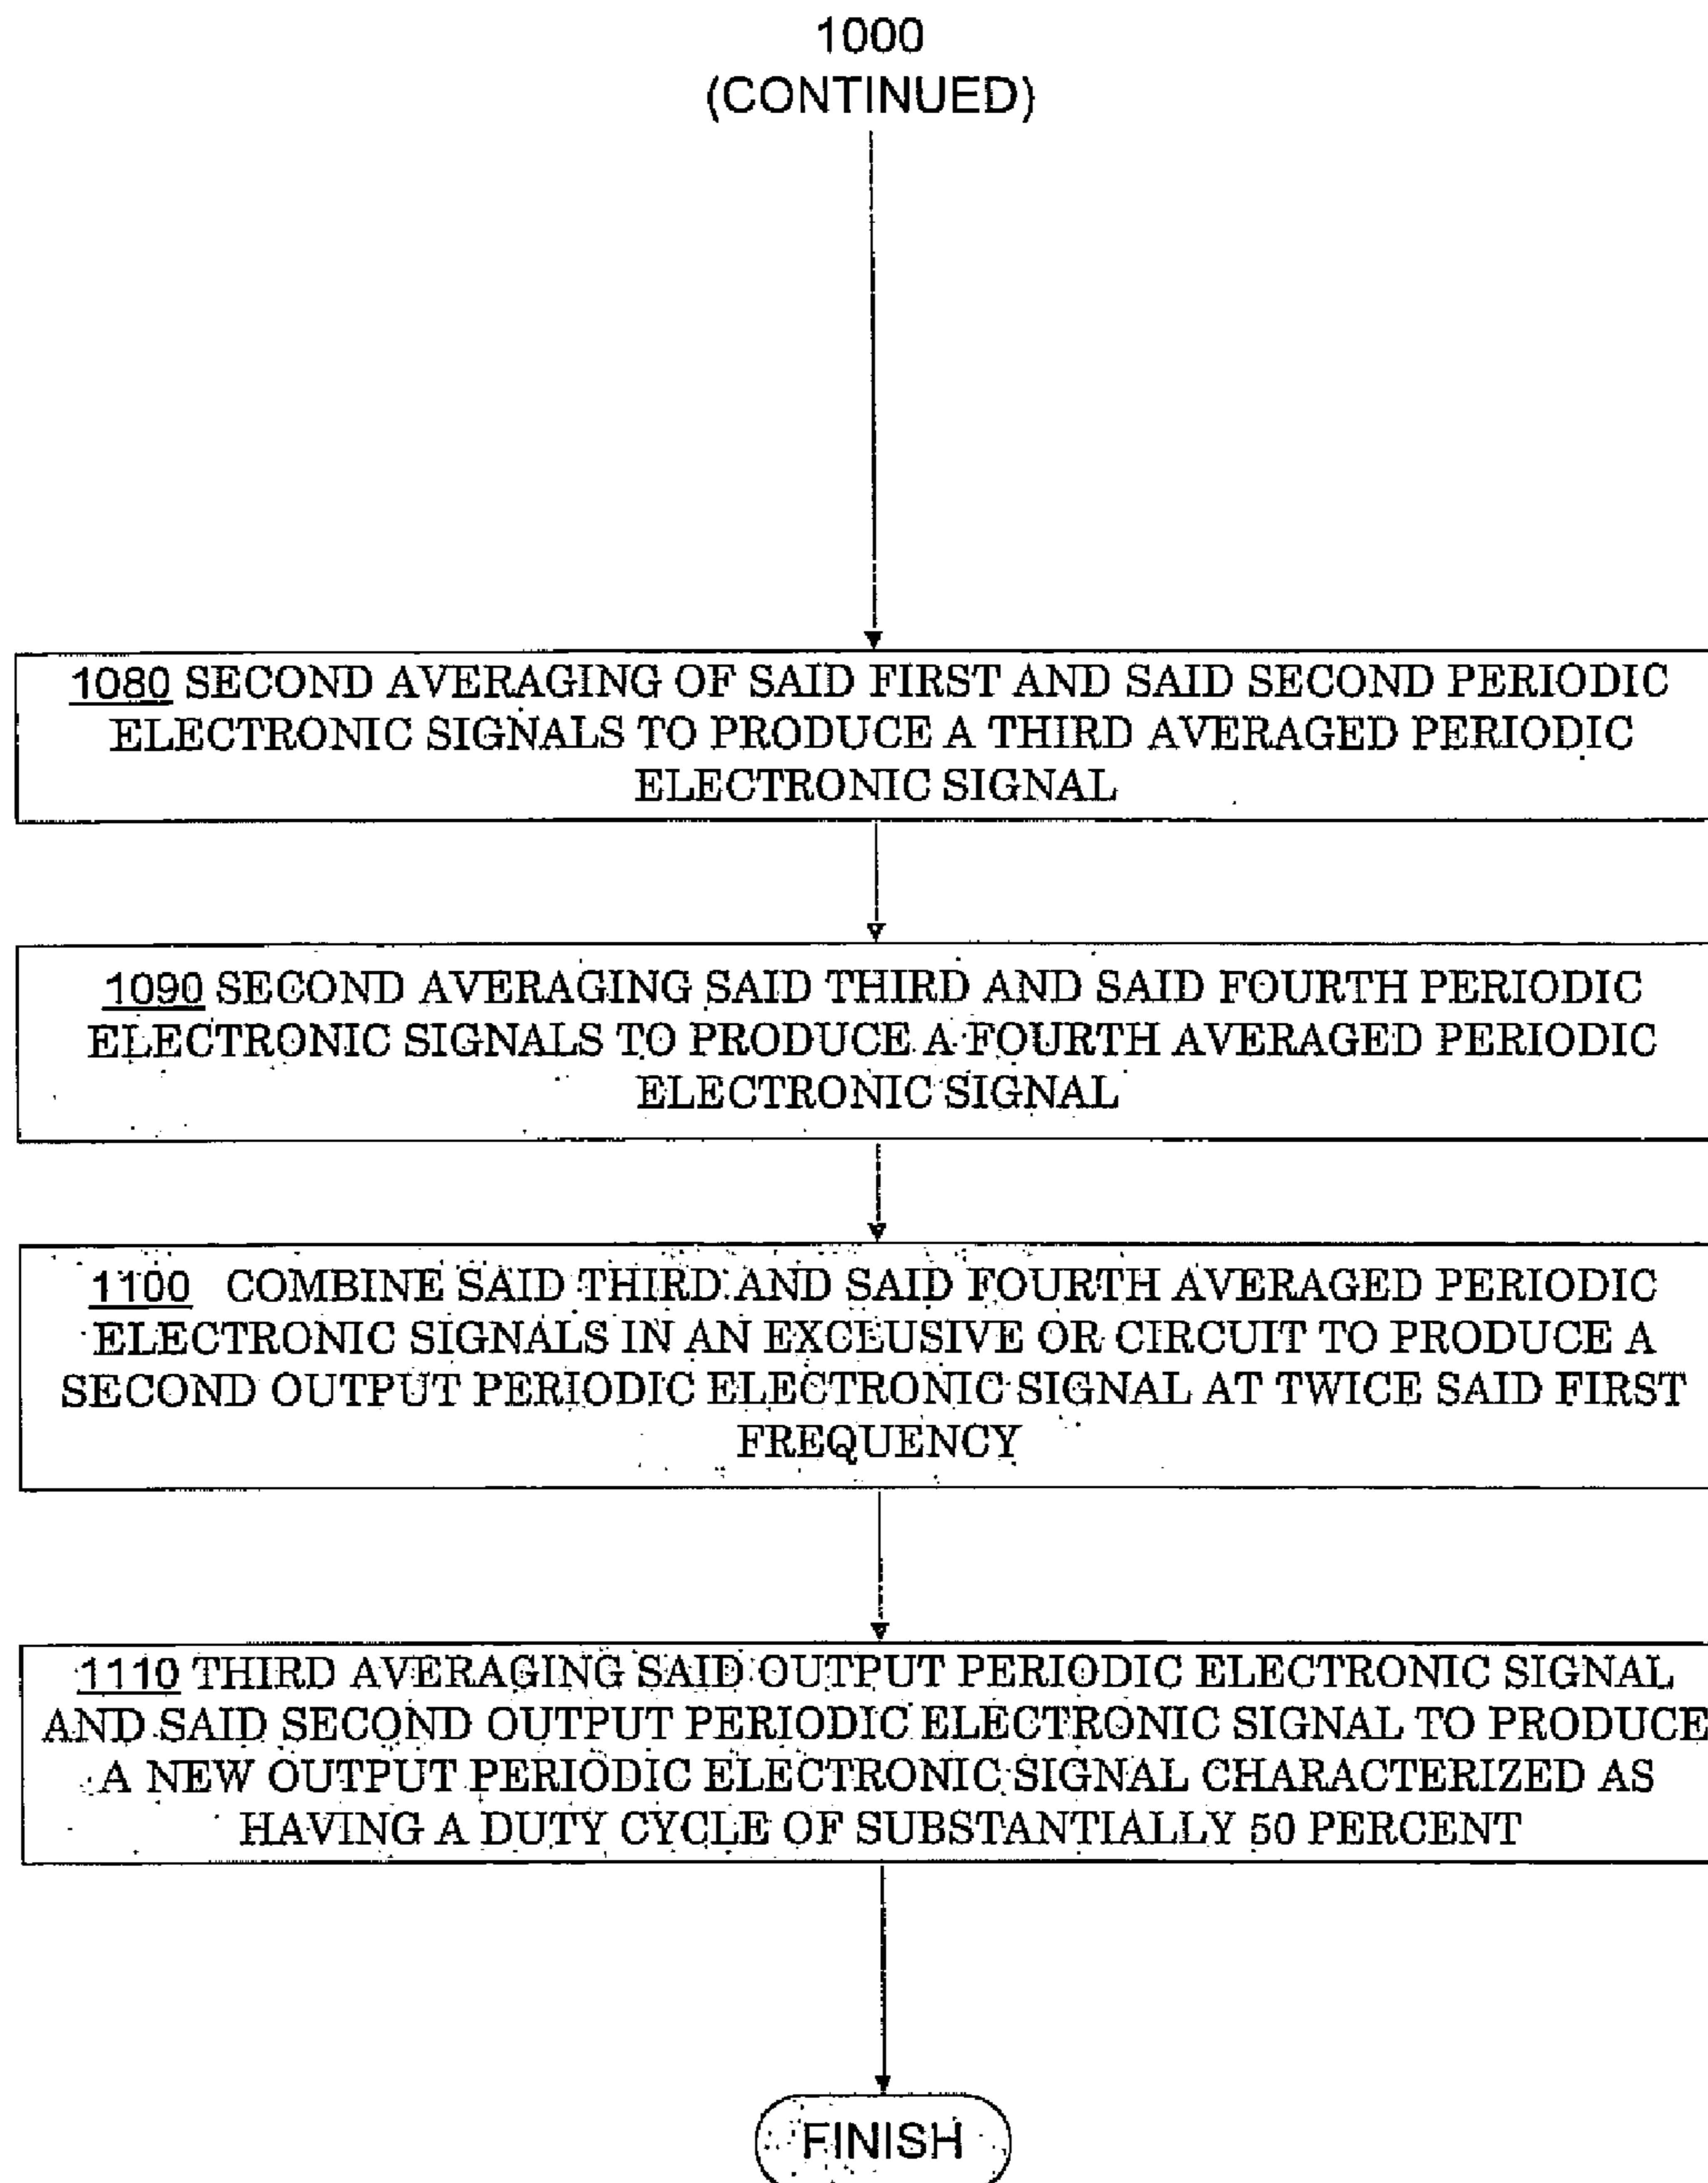 1000
(CONTINUED)
1080 SECOND AVERAGING OF SAID FIRST AND SAID SECOND PERIODIC
ELECTRONIC SIGNALS TO PRODUCE A THIRD AVERAGED PERIODIC
ELECTRONIC SIGNAL
1090 SECOND AVERAGING SAID THIRD AND SAID FOURTH PERIODIC
ELECTRONIC SIGNALS TO PRODUCE A FOURTH AVERAGED PERIODIC
ELECTRONIC SIGNAL
1100 COMBINE SAID THIRD AND SAID FOURTH AVERAGED PERIODIC
ELECTRONIC SIGNALS IN AN EXCLUSIVE OR CIRCUIT TO PRODUCE A
SECOND OUTPUT PERIODIC ELECTRONIC SIGNAL AT TWICE SAID FIRST
FREQUENCY
1110 THIRD AVERAGING SAID OUTPUT PERIODIC ELECTRONIC SIGNAL
AND SAID SECOND OUTPUT PERIODIC ELECTRONIC SIGNAL TO PRODUCE
A NEW OUTPUT PERIODIC ELECTRONIC SIGNAL CHARACTERIZED AS
HAVING A DUTY CYCLE OF SUBSTANTIALLY 50 PERCENT
FINISH